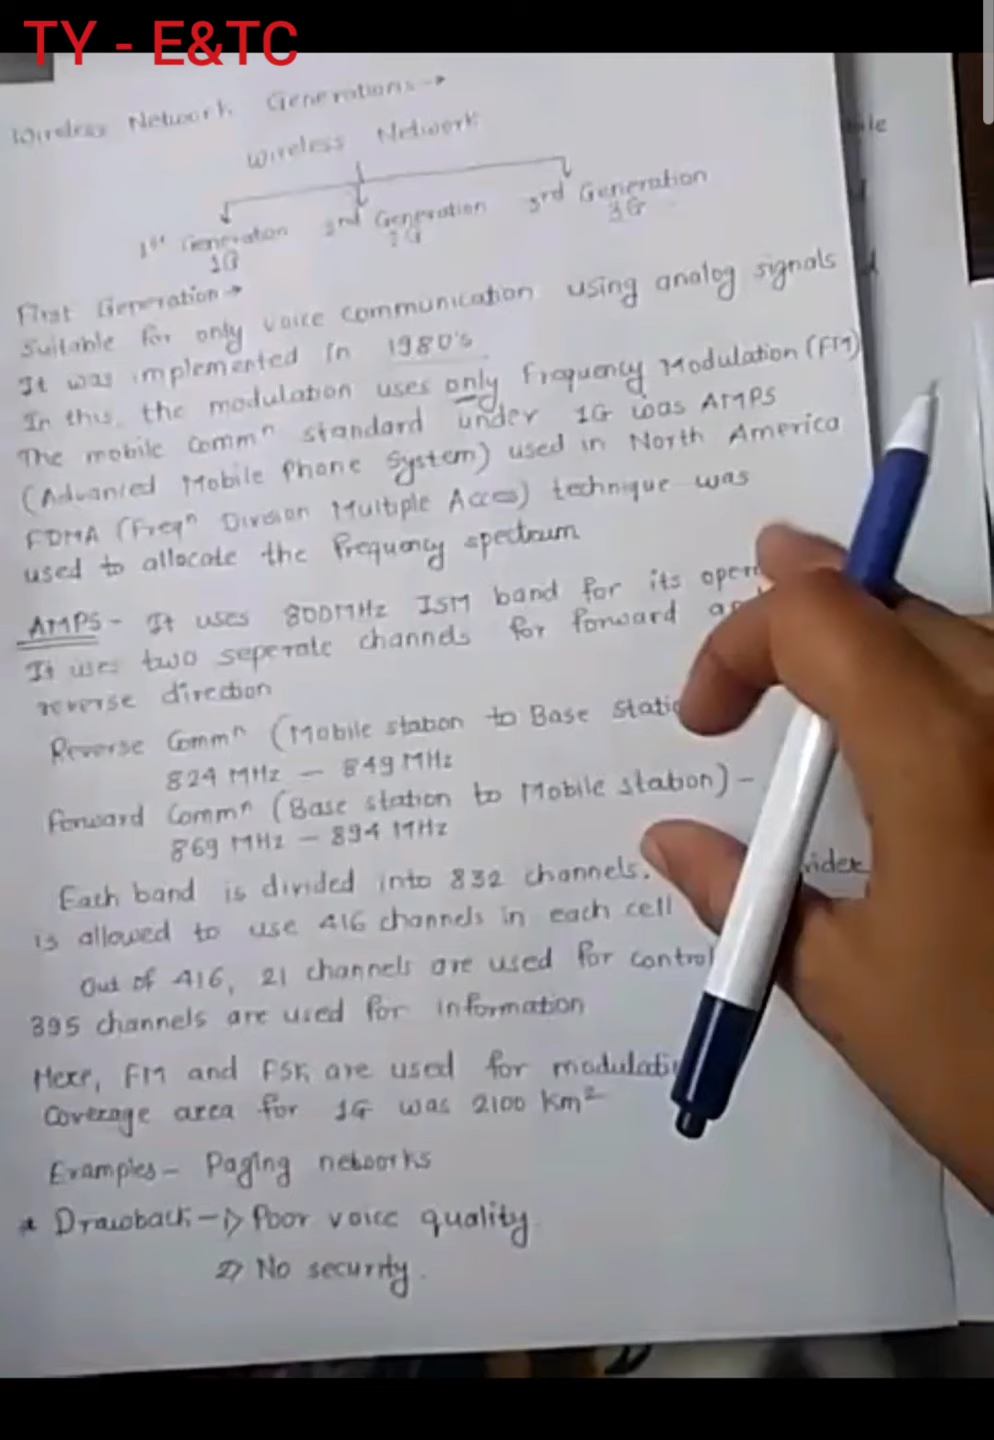 TY - E&TC
Wireless Network Generations →
Wireless Network
1st Generation 2nd Generation 3rd Generation
1G 2G 3G
First Generation →
Suitable for only voice communication using analog signals
It was implemented in 1980's
In this, the modulation uses only Frequency Modulation (FM)
The mobile commⁿ standard under 1G was AMPS
(Advanced Mobile Phone System) used in North America
FDMA (Freqⁿ Division Multiple Access) technique was
used to allocate the frequency spectrum
AMPS - It uses 800MHz ISM band for its
It uses two seperate channels for forward
reverse direction
Reverse Commⁿ (Mobile station to Base
824 MHz - 849 MHz
Forward Commⁿ (Base station to Mobile station) -
869 MHz - 894 MHz
Each band is divided into 832 channels.
is allowed to use 416 channels in each cell
Out of 416, 21 channels are used for control
395 channels are used for information
Here, FM and FSK are used for
Coverage area for 1G was 2100 Km²
Examples - Paging networks
* Drawback - 1) Poor voice quality.
2) No security.